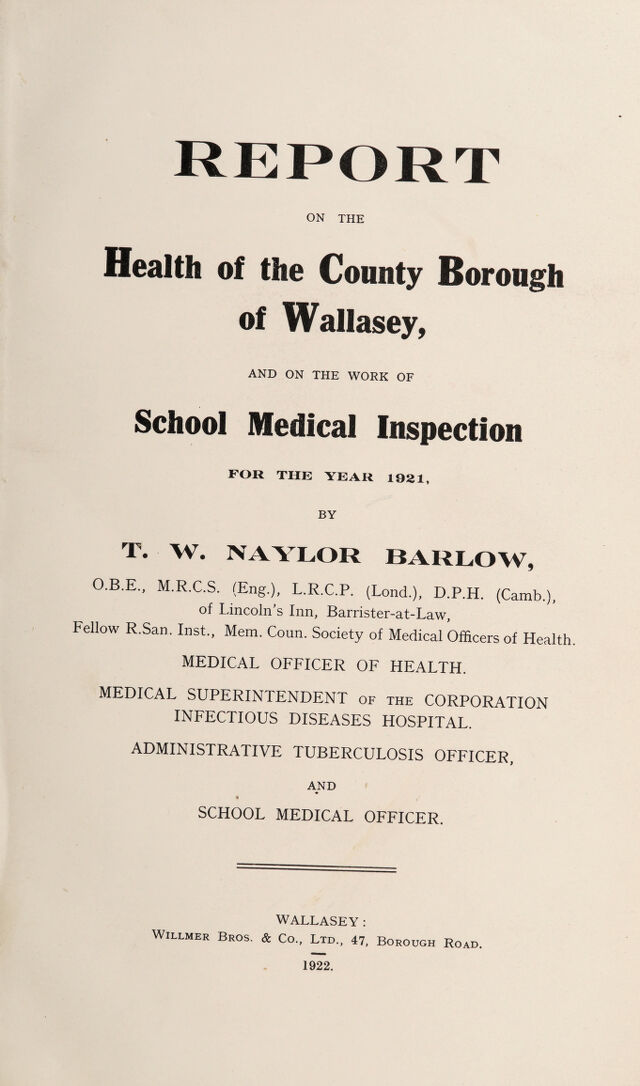 REPORT
ON THE
Health of the County Borough
of Wallasey,
AND ON THE WORK OF
School Medical Inspection
FOR THE YEAR 1921,
BY
T. W. NAYLOR BARLOW,
O.B.E., M.R.C.S. (Eng.), L.R.C.P. (Lond.), D.P.H. (Camb.),
of Lincoln's Inn, Barrister-at-Law,
Fellow R.San. Inst., Mem. Coun. Society of Medical Officers of Health.
MEDICAL OFFICER OF HEALTH.
MEDICAL SUPERINTENDENT OF THE CORPORATION
INFECTIOUS DISEASES HOSPITAL.
ADMINISTRATIVE TUBERCULOSIS OFFICER,
AND
SCHOOL MEDICAL OFFICER.
WALLASEY:
WILLMER BROS. & CO., LTD., 47, BOROUGH ROAD.
1922.